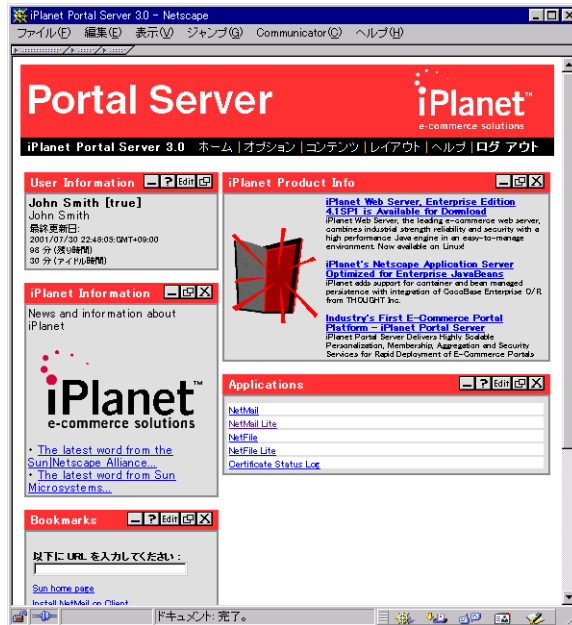 iPlanet Portal Server 3.0 - Netscape
ファイル(F) 編集(E) 表示(V) ジャンプ(G) Communicator(C) ヘルプ(H)
Portal Server
iPlanet™
e-commerce solutions
iPlanet Portal Server 3.0 ホーム | オプション | コンテンツ | レイアウト | ヘルプ | ログ アウト
User Information
? Edit
John Smith [true]
John Smith
最終更新日:
2001/07/30 22:48:03:GMT+09:00
98 分 (残り時間)
30 分 (アイドル時間)
iPlanet Information
News and information about
iPlanet
iPlanet™
e-commerce solutions
・ The latest word from the
Sun|Netscape Alliance...
・ The latest word from Sun
Microsystems...
Bookmarks
? Edit
以下に URL を入力してください :
Sun home page
Install NetMail on Client
iPlanet Product Info
iPlanet Web Server, Enterprise Edition
4.1SP1 is Available for Download
iPlanet Web Server, the leading e-commerce web server,
combines industrial strength reliability and security with a
high performance Java engine in an easy-to-manage
environment. Now available on Linux!
iPlanet's Netscape Application Server
Optimized for Enterprise JavaBeans
iPlanet adds support for container and bean managed
persistence with integration of CocoBase Enterprise O/R
from THOUGHT Inc.
Industry's First E-Commerce Portal
Platform - iPlanet Portal Server
iPlanet Portal Server Delivers Highly Scalable
Personalization, Membership, Aggregation and Security
Services for Rapid Deployment of E-Commerce Portals
Applications
? Edit
NetMail
NetMail Lite
NetFile
NetFile Lite
Certificate Status Log
ドキュメント: 完了。